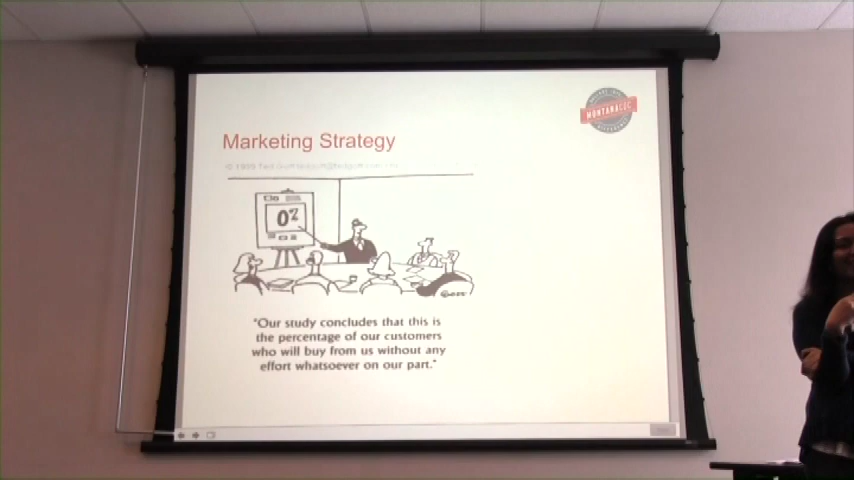 MONTANA
Marketing Strategy
0%
"Our study concludes that this is
the percentage of our customers
who will buy from us without any
effort whatsoever on our part."